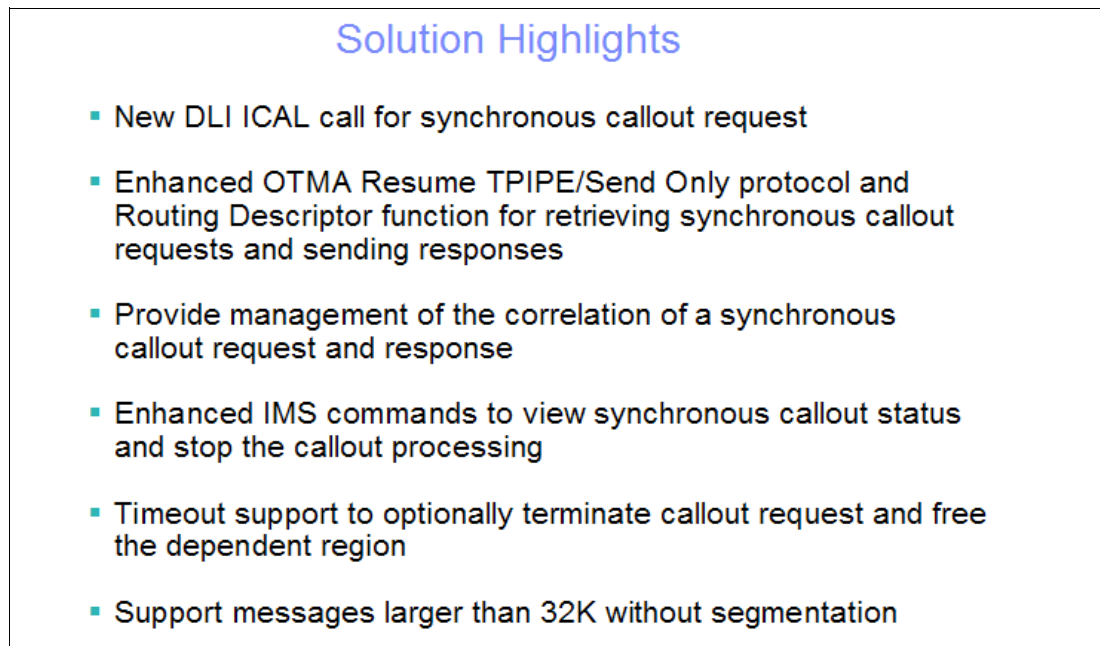 Solution Highlights
▪ New DLI ICAL call for synchronous callout request
▪ Enhanced OTMA Resume TPIPE/Send Only protocol and
Routing Descriptor function for retrieving synchronous callout
requests and sending responses
▪ Provide management of the correlation of a synchronous
callout request and response
▪ Enhanced IMS commands to view synchronous callout status
and stop the callout processing
▪ Timeout support to optionally terminate callout request and free
the dependent region
▪ Support messages larger than 32K without segmentation